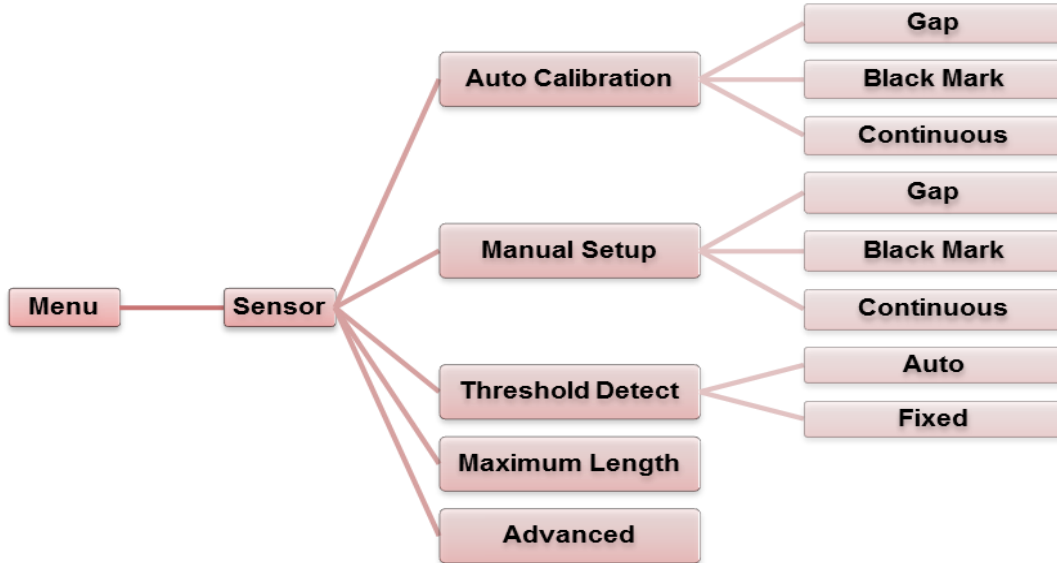 Menu
Sensor
Auto Calibration
Gap
Black Mark
Continuous
Manual Setup
Gap
Black Mark
Continuous
Threshold Detect
Auto
Fixed
Maximum Length
Advanced